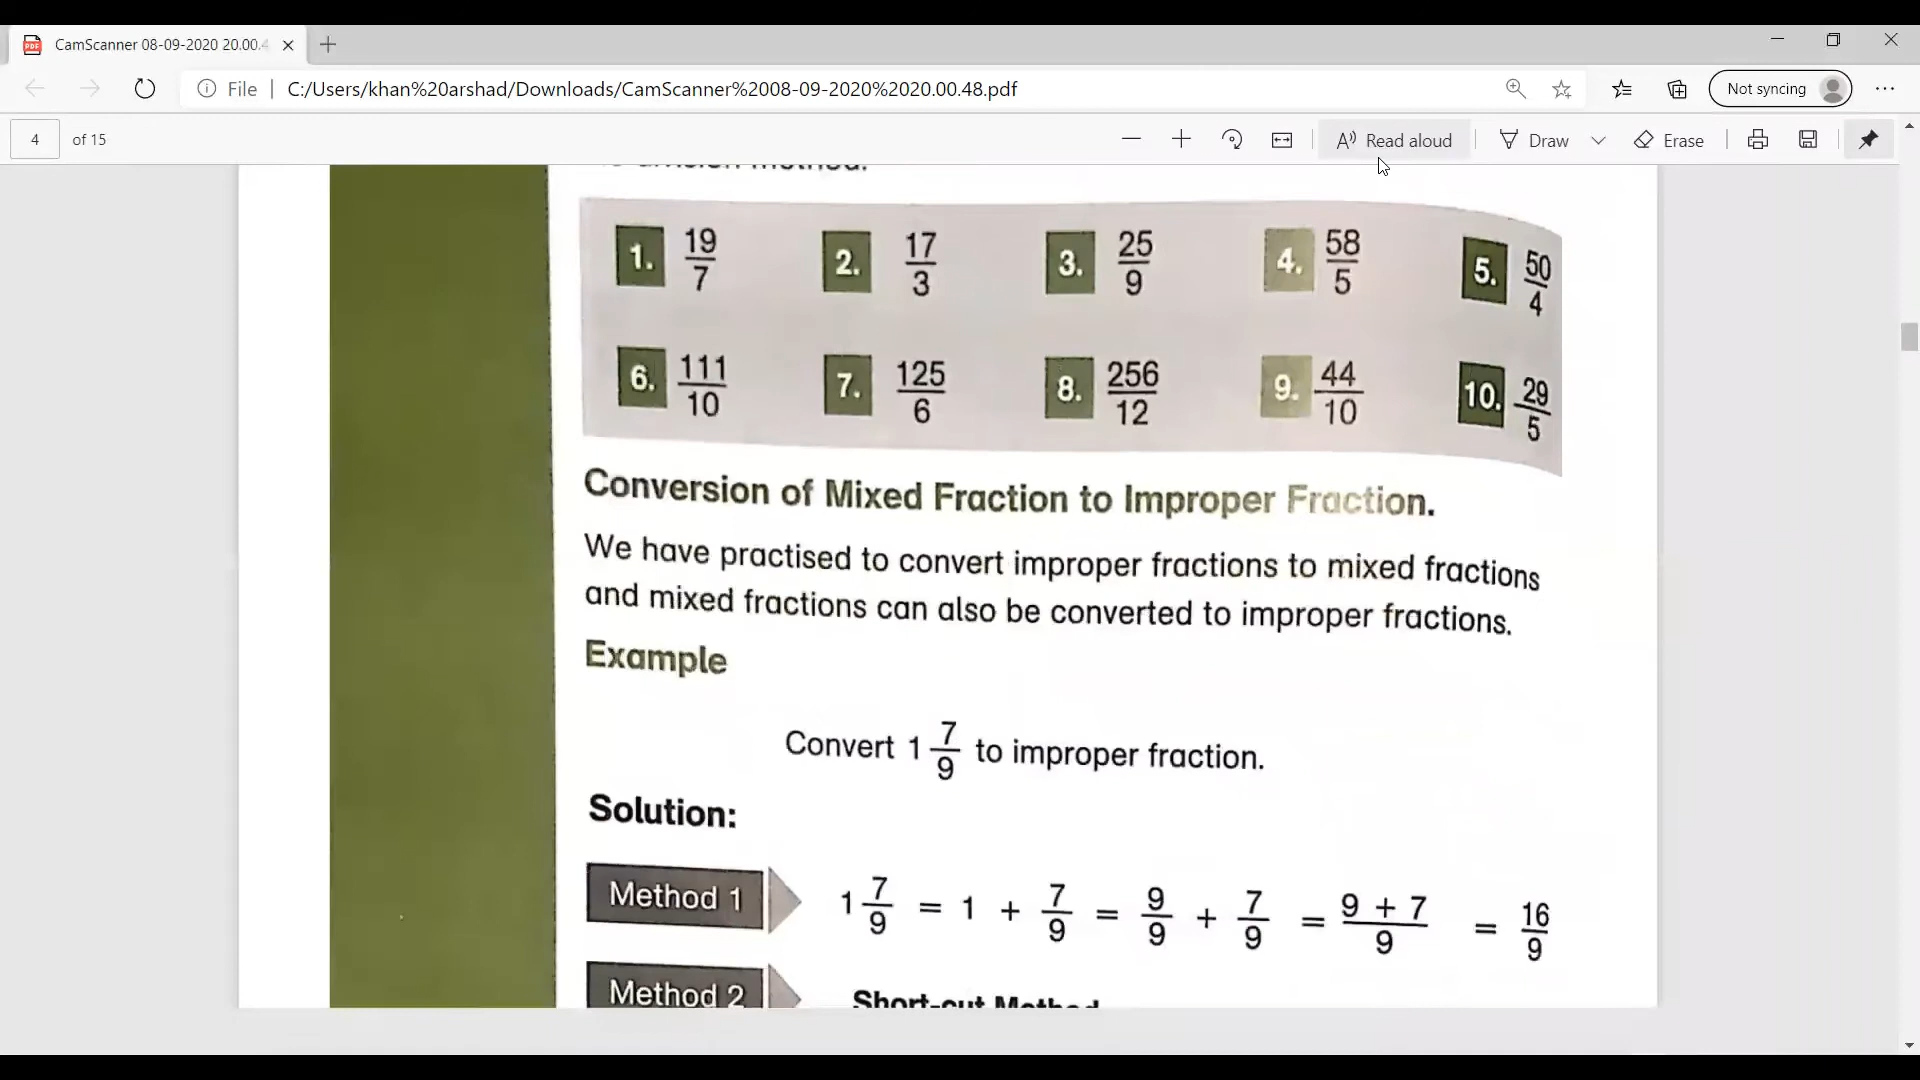 CamScanner 08-09-2020 20.00.4
File
C:/Users/khan%20arshad/Downloads/CamScanner%2008-09-2020%2020.00.48.pdf
Not syncing
4 of 15
Read aloud
Draw
Erase
division method.
1. 19/7 2. 17/3 3. 25/9 4. 58/5 5. 50/4
6. 111/10 7. 125/6 8. 256/12 9. 44/10 10. 29/5
Conversion of Mixed Fraction to Improper Fraction.
We have practised to convert improper fractions to mixed fractions
and mixed fractions can also be converted to improper fractions.
Example
Convert 1 7/9 to improper fraction.
Solution:
Method 1 1 7/9 = 1 + 7/9 = 9/9 + 7/9 = 9 + 7/9 = 16/9
Method 2 Short-cut Method